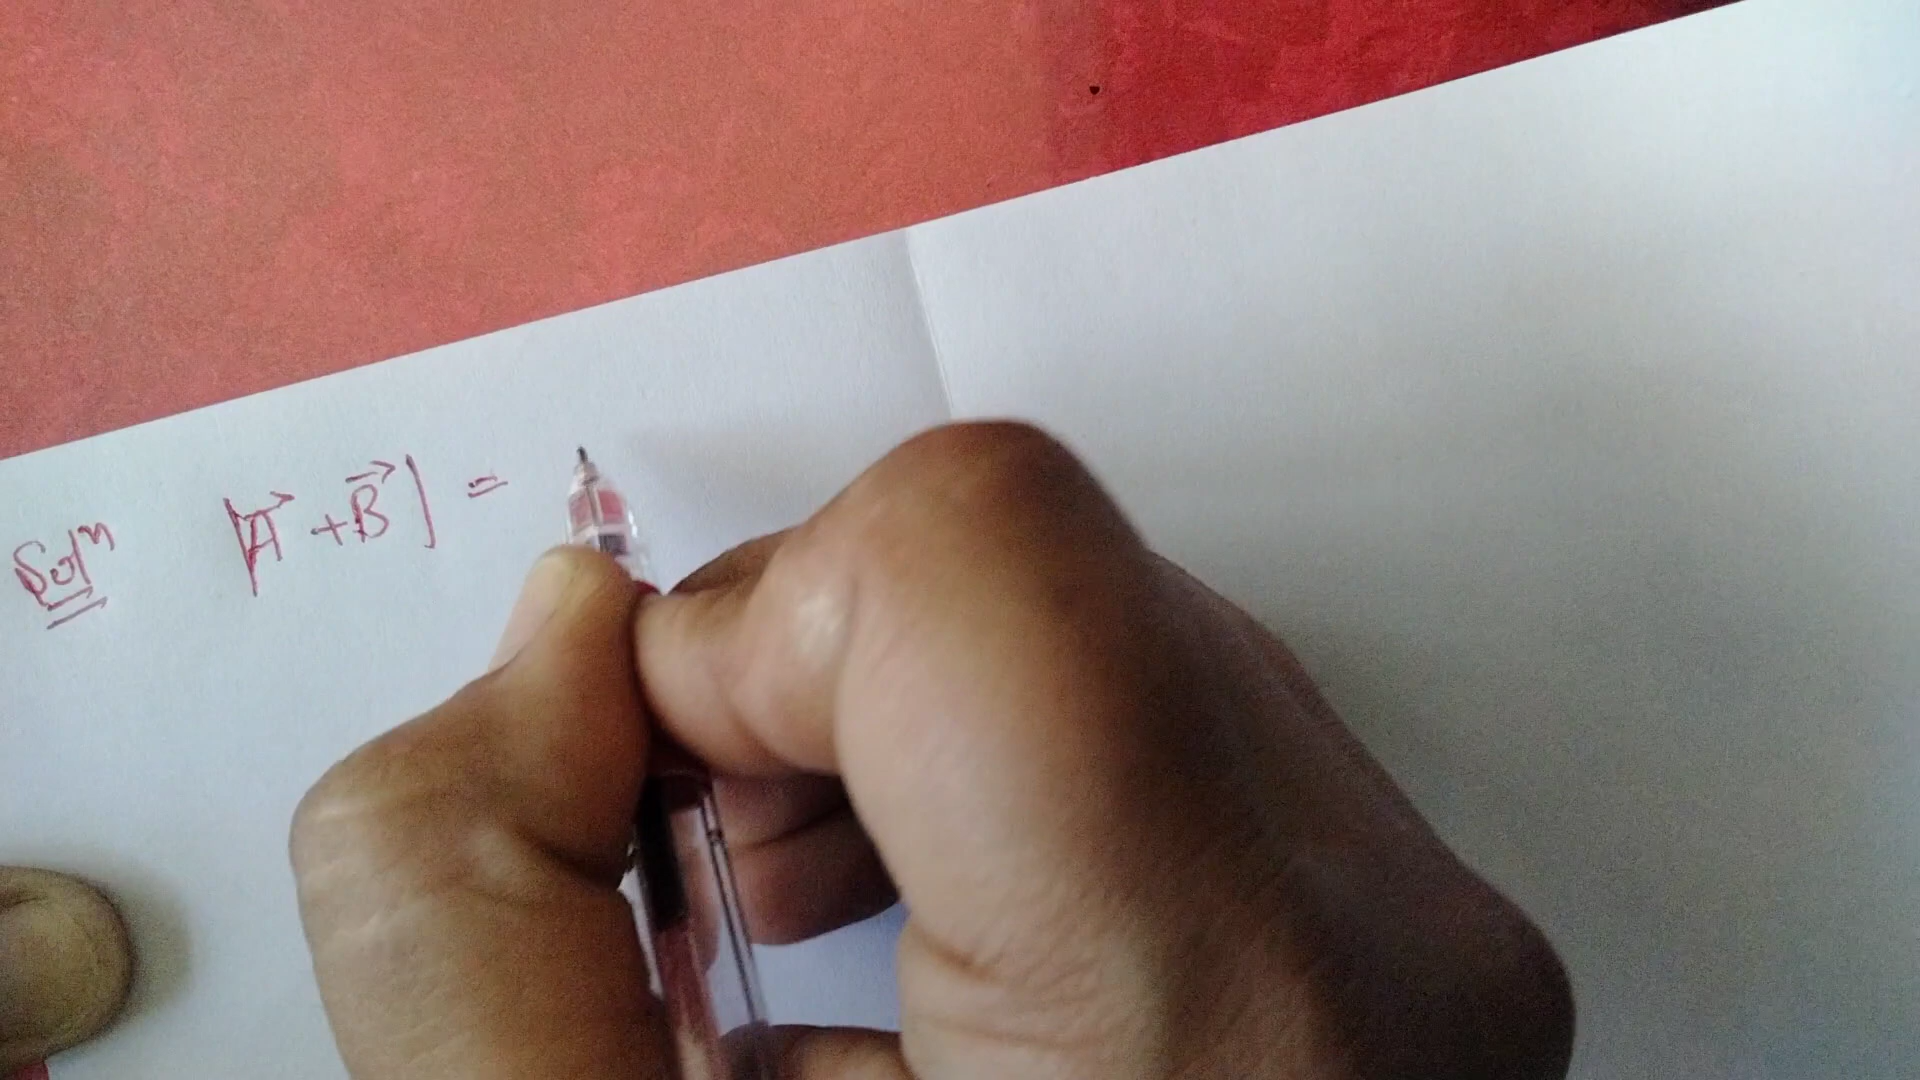 Solⁿ |A⃗ + B⃗| =